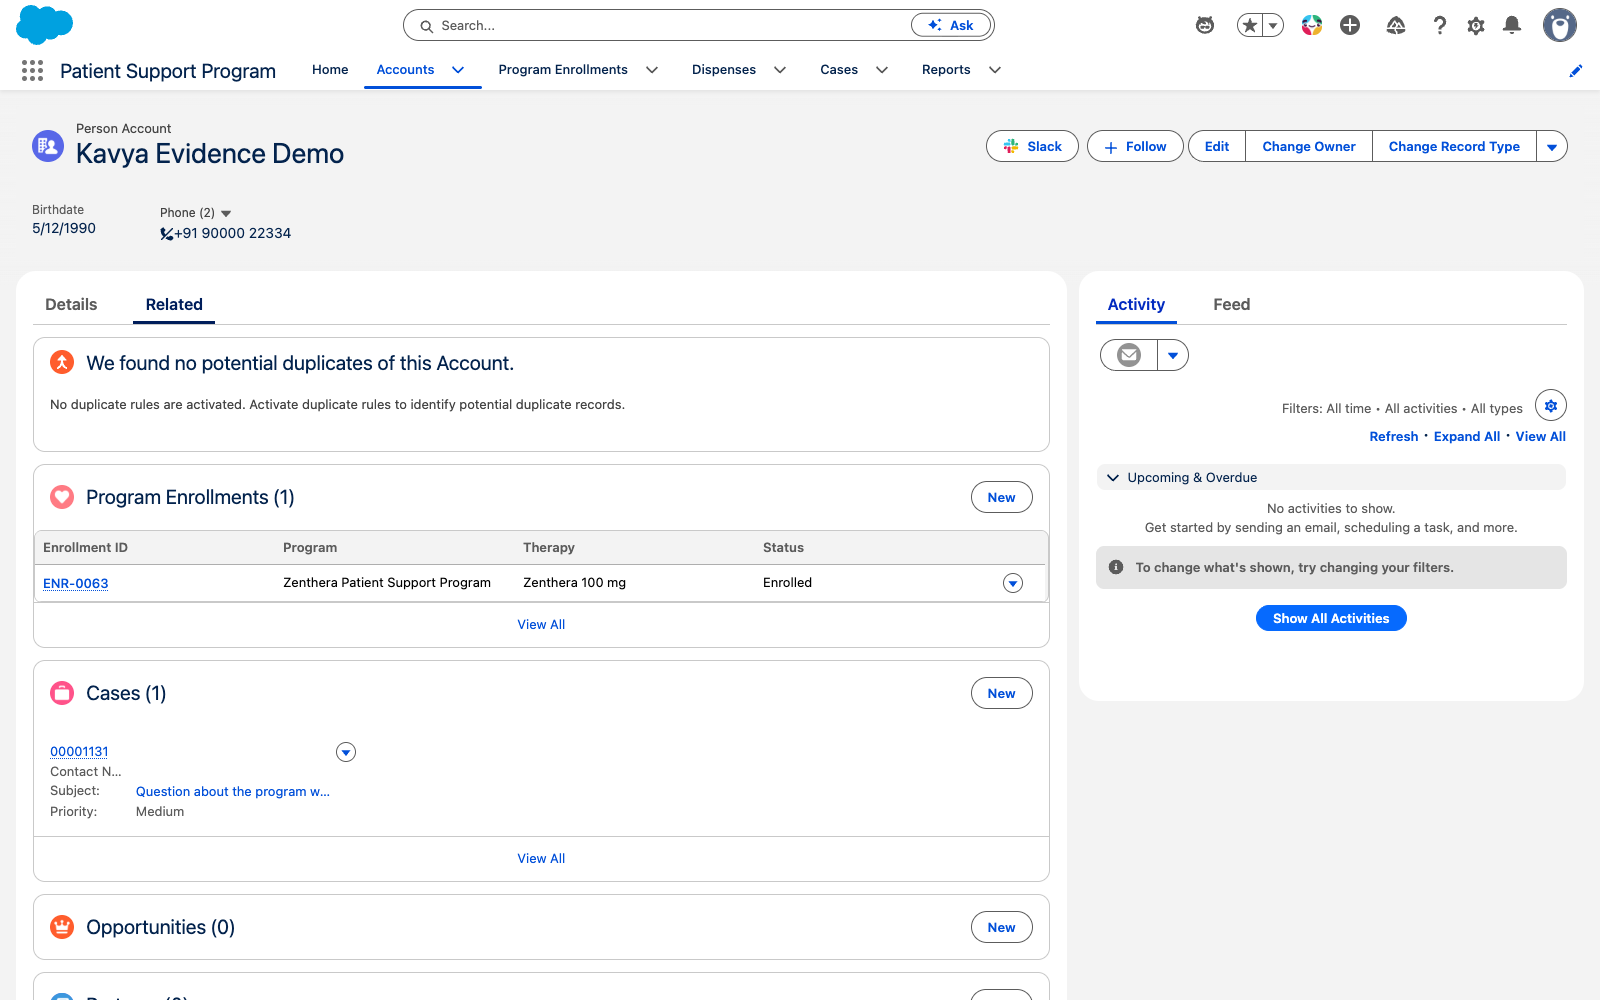 Search...
Ask
Patient Support Program
Home
Accounts
Program Enrollments
Dispenses
Cases
Reports
Person Account
Kavya Evidence Demo
Slack
Follow
Edit
Change Owner
Change Record Type
Birthdate
5/12/1990
Phone (2)
+91 90000 22334
Details
Related
We found no potential duplicates of this Account.
No duplicate rules are activated. Activate duplicate rules to identify potential duplicate records.
Program Enrollments (1)
New
Enrollment ID Program Therapy Status
ENR-0063 Zenthera Patient Support Program Zenthera 100 mg Enrolled
View All
Cases (1)
New
00001131
Contact N...
Subject: Question about the program w...
Priority: Medium
View All
Opportunities (0)
New
Activity
Feed
Filters: All time • All activities • All types
Refresh • Expand All • View All
Upcoming & Overdue
No activities to show.
Get started by sending an email, scheduling a task, and more.
To change what's shown, try changing your filters.
Show All Activities